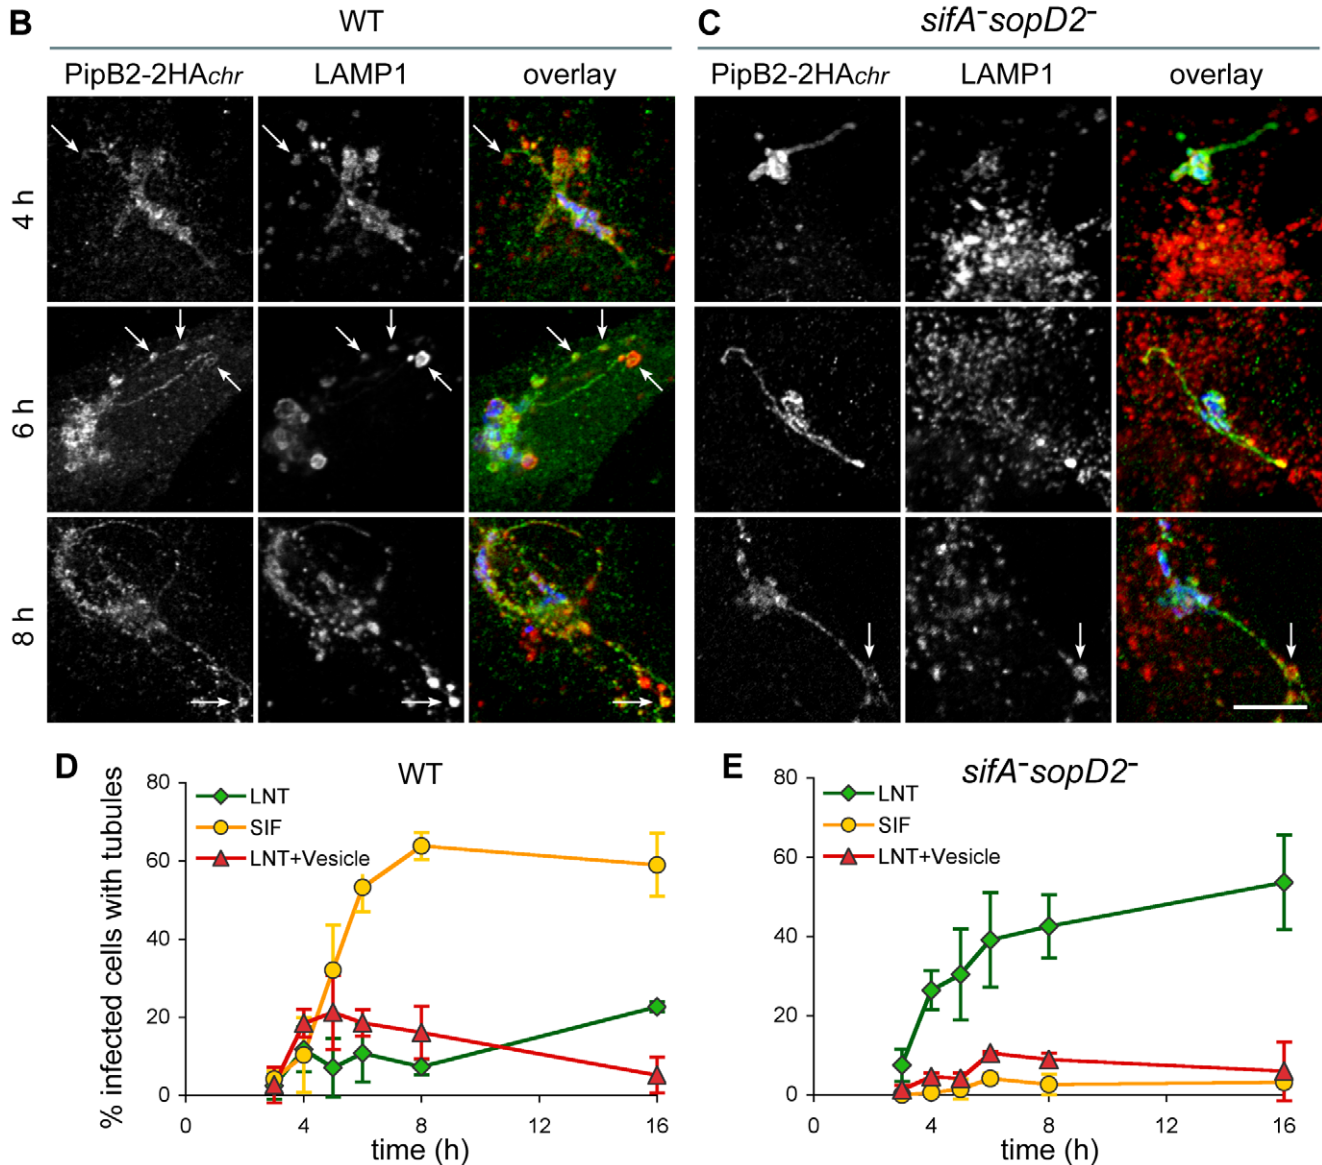 B WT
PipB2-2HAchr LAMP1 overlay
4 h
6 h
8 h
C sifA⁻sopD2⁻
PipB2-2HAchr LAMP1 overlay
D WT
% infected cells with tubules
80
60
40
20
0
LNT
SIF
LNT+Vesicle
0 4 8 12 16
time (h)
E sifA⁻sopD2⁻
80
60
40
20
0
LNT
SIF
LNT+Vesicle
0 4 8 12 16
time (h)